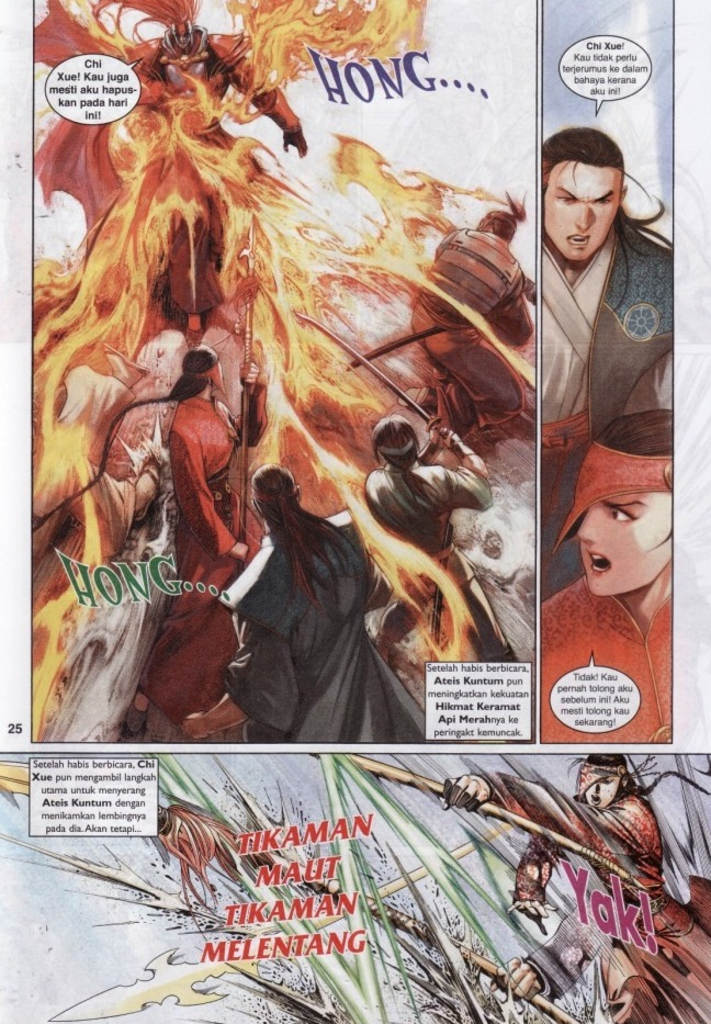 Chi
Xue! Kau juga
mesti aku hapus-
kan pada hari
ini!
HONG....
Chi Xue!
Kau tidak perlu
terjerumus ke dalam
bahaya kerana
aku ini!
HONG....
Setelah habis berbicara,
Ateis Kuntum pun
meningkatkan kekuatan
Hikmat Keramat
Api Merahnya ke
peringakt kemuncak.
Tidak! Kau
pernah tolong aku
sebelum ini! Aku
mesti tolong kau
sekarang!
25
Setelah habis berbicara, Chi
Xue pun mengambil langkah
utama untuk menyerang
Ateis Kuntum dengan
menikamkan lembingnya
pada dia. Akan tetapi...
TIKAMAN
MAUT
TIKAMAN
MELENTANG
Yak!